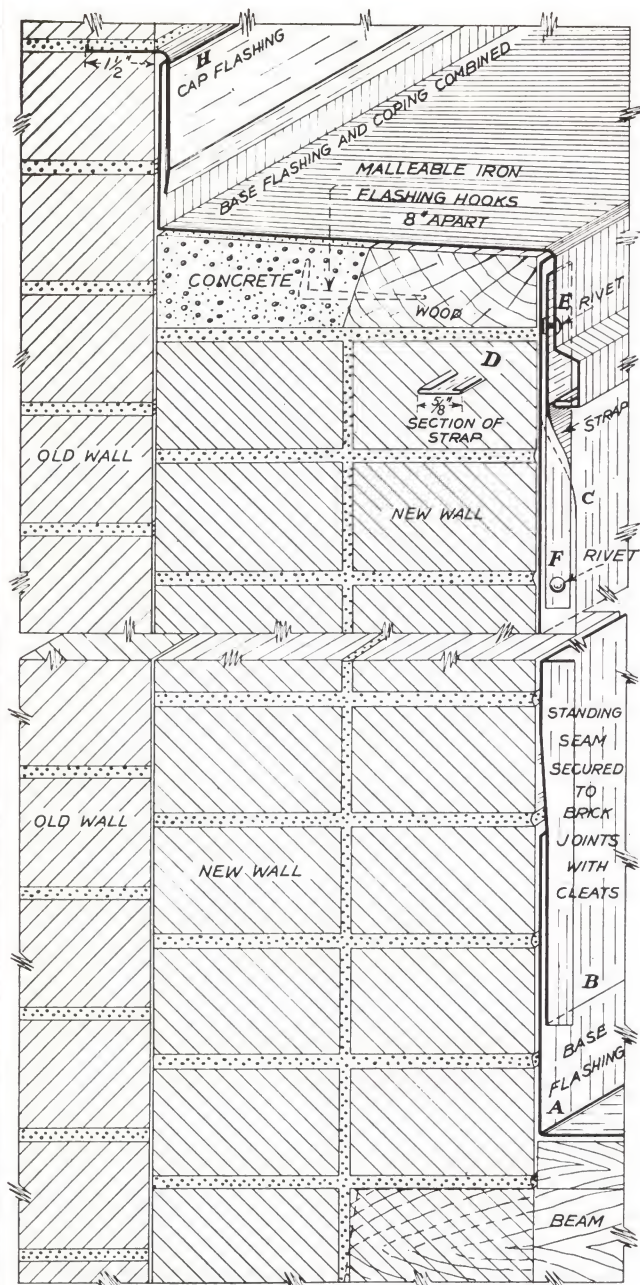 1½"
H
CAP FLASHING
BASE FLASHING AND COPING COMBINED
MALLEABLE IRON
FLASHING HOOKS
8" APART
CONCRETE
WOOD
E
RIVET
D
5/8"
SECTION OF
STRAP
STRAP
OLD WALL
NEW WALL
C
F
RIVET
STANDING
SEAM
SECURED
TO
BRICK
JOINTS
WITH
CLEATS
OLD WALL
NEW WALL
B
BASE
FLASHING
A
BEAM